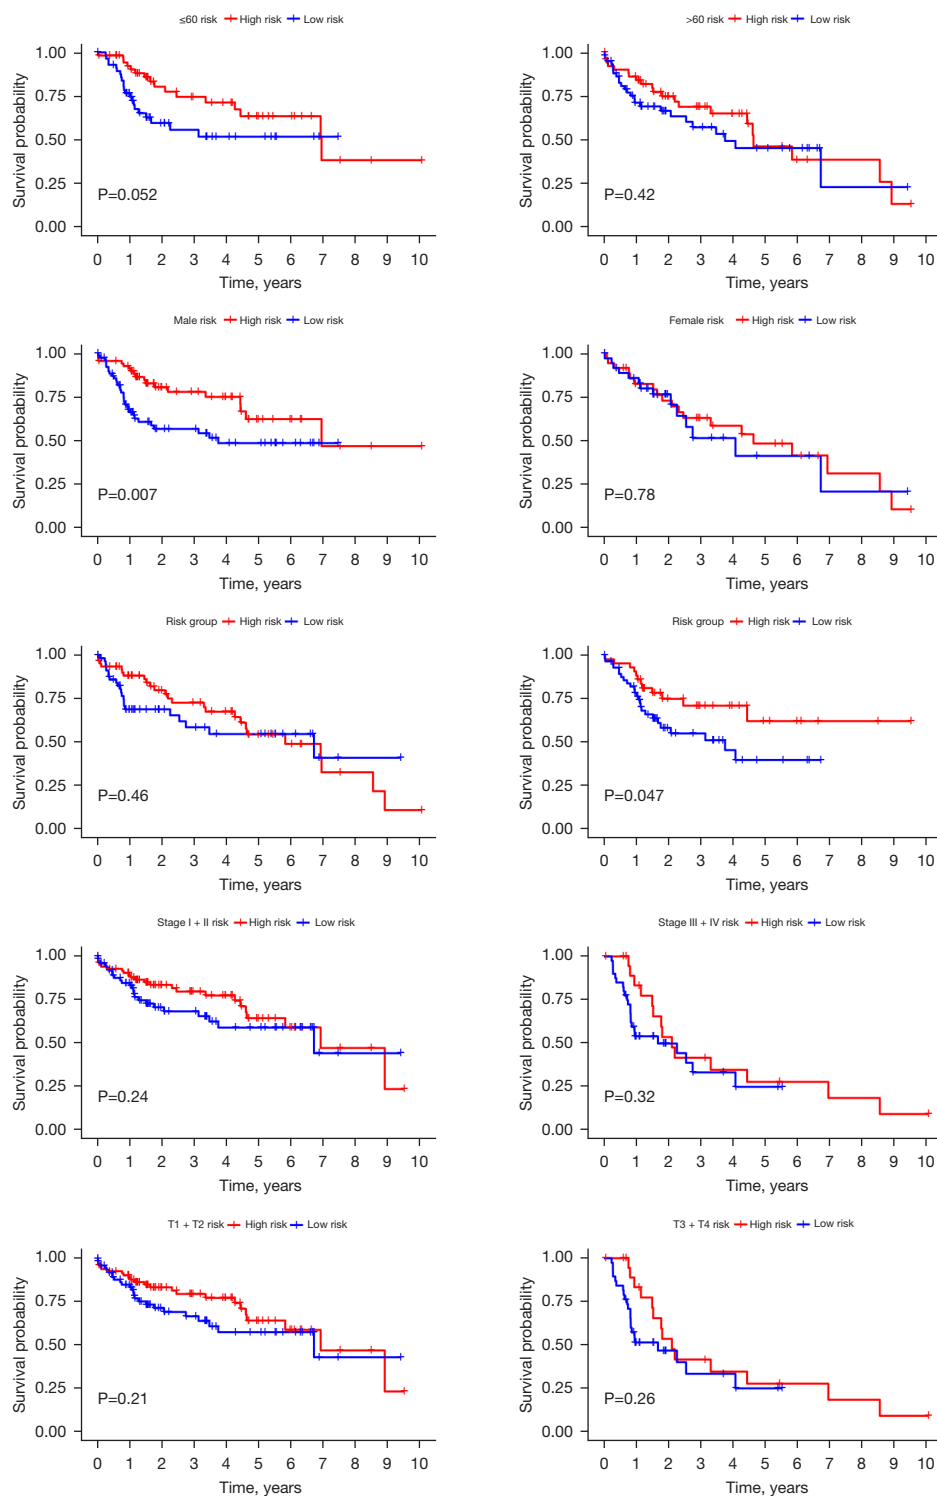 ≤60 risk High risk Low risk
Survival probability
1.00
0.75
0.50
0.25
0.00
P=0.052
0 1 2 3 4 5 6 7 8 9 10
Time, years
>60 risk High risk Low risk
Survival probability
1.00
0.75
0.50
0.25
0.00
P=0.42
0 1 2 3 4 5 6 7 8 9 10
Time, years
Male risk High risk Low risk
Survival probability
1.00
0.75
0.50
0.25
0.00
P=0.007
0 1 2 3 4 5 6 7 8 9 10
Time, years
Female risk High risk Low risk
Survival probability
1.00
0.75
0.50
0.25
0.00
P=0.78
0 1 2 3 4 5 6 7 8 9 10
Time, years
Risk group High risk Low risk
Survival probability
1.00
0.75
0.50
0.25
0.00
P=0.46
0 1 2 3 4 5 6 7 8 9 10
Time, years
Risk group High risk Low risk
Survival probability
1.00
0.75
0.50
0.25
0.00
P=0.047
0 1 2 3 4 5 6 7 8 9 10
Time, years
Stage I + II risk High risk Low risk
Survival probability
1.00
0.75
0.50
0.25
0.00
P=0.24
0 1 2 3 4 5 6 7 8 9 10
Time, years
Stage III + IV risk High risk Low risk
Survival probability
1.00
0.75
0.50
0.25
0.00
P=0.32
0 1 2 3 4 5 6 7 8 9 10
Time, years
T1 + T2 risk High risk Low risk
Survival probability
1.00
0.75
0.50
0.25
0.00
P=0.21
0 1 2 3 4 5 6 7 8 9 10
Time, years
T3 + T4 risk High risk Low risk
Survival probability
1.00
0.75
0.50
0.25
0.00
P=0.26
0 1 2 3 4 5 6 7 8 9 10
Time, years